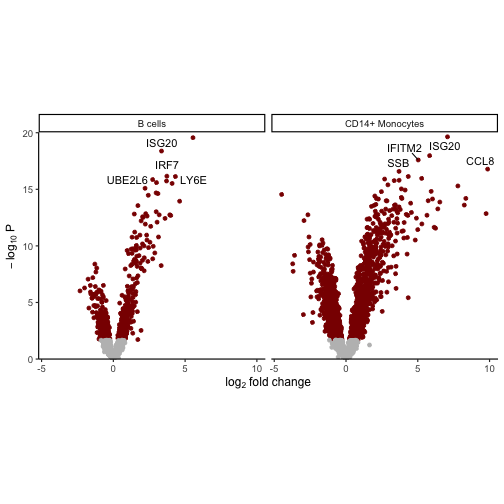 B cells
CD14+ Monocytes
ISG20
IRF7
UBE2L6
LY6E
IFITM2
ISG20
SSB
CCL8
20
15
10
5
0
− log10 P
-5
0
5
10
-5
0
5
10
log2 fold change